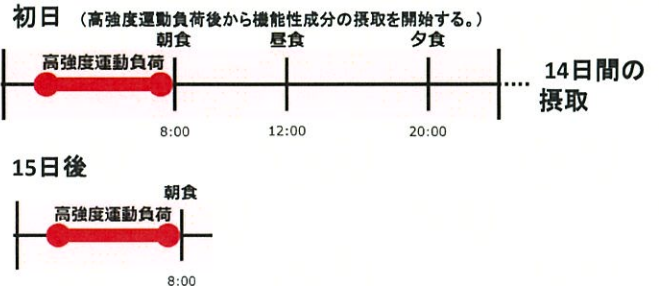 初日 （高強度運動負荷後から機能性成分の摂取を開始する。）
朝食 昼食 夕食
高強度運動負荷
14日間の
摂取
8:00 12:00 20:00
15日後
朝食
高強度運動負荷
8:00